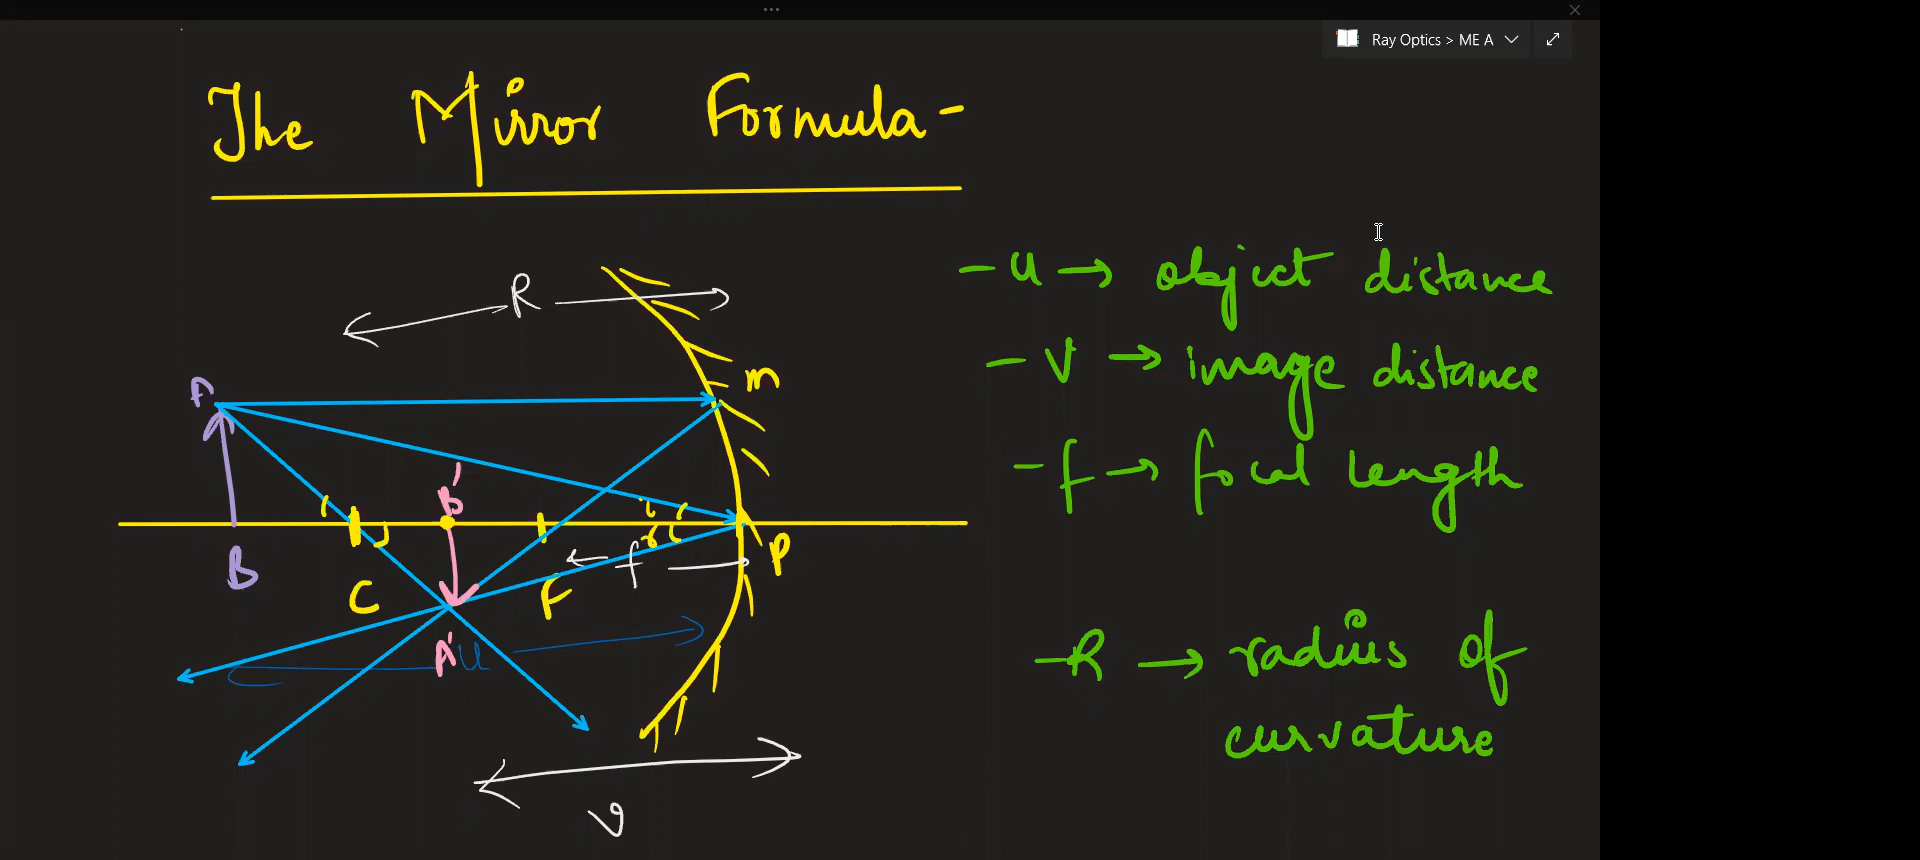 Ray Optics > ME A
The Mirror Formula-
R
- u → object distance
- v → image distance
- f → focal length
- R → radius of
curvature
A
m
B'
B
C
F
f
P
A'
u
v